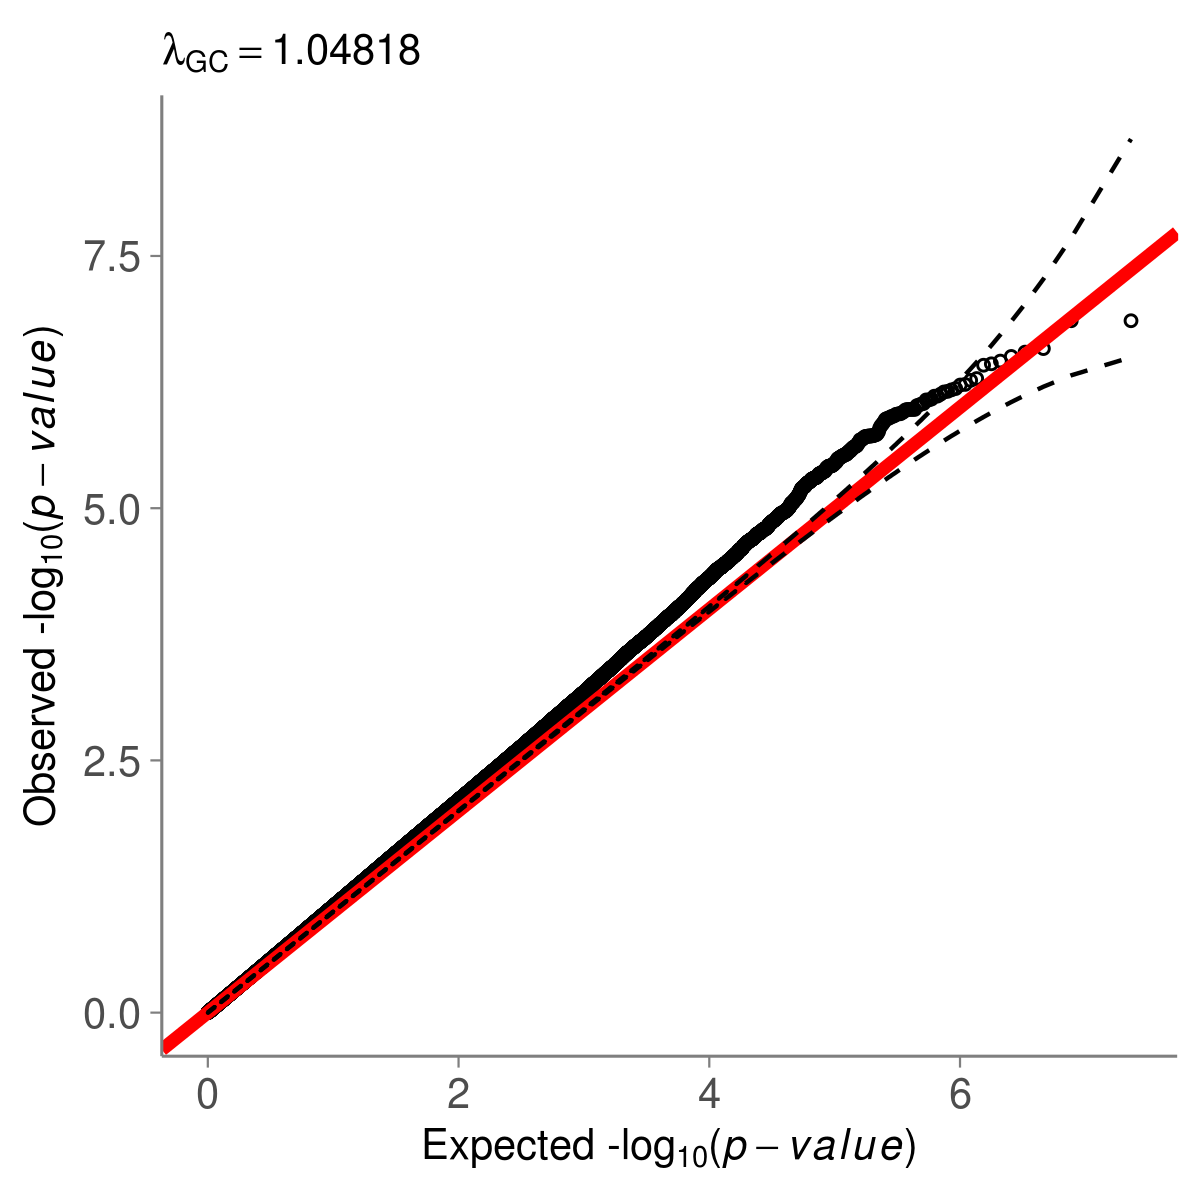 λGC = 1.04818
7.5
5.0
2.5
0.0
Observed -log10(p − value)
0 2 4 6
Expected -log10(p − value)